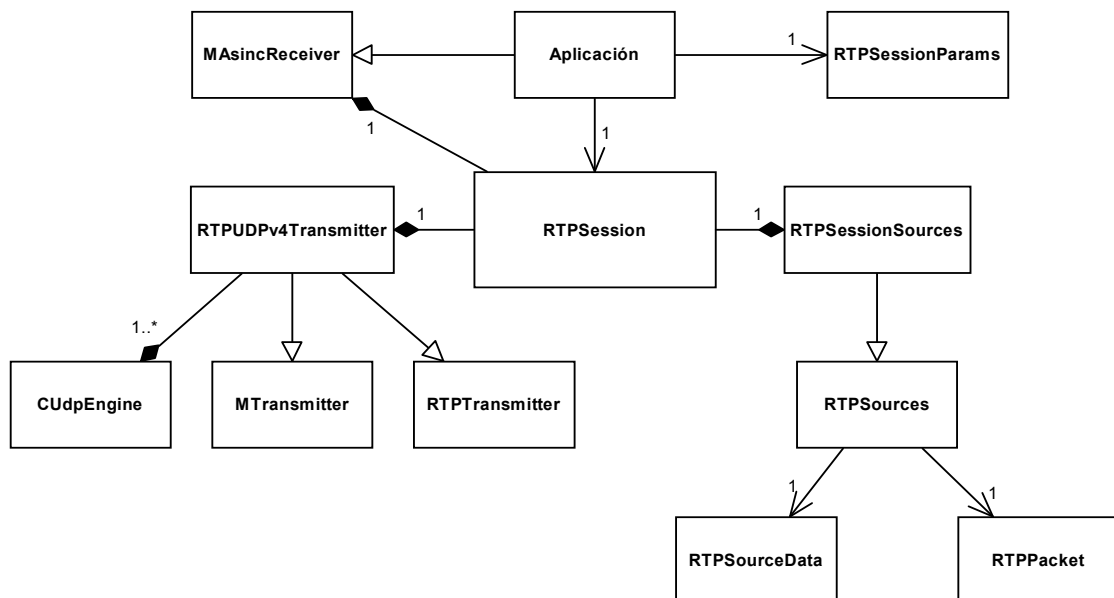 MAsincReceiver
Aplicación
1
RTPSessionParams
1
1
RTPUDPv4Transmitter
1
RTPSession
1
RTPSessionSources
1..*
CUdpEngine
MTransmitter
RTPTransmitter
RTPSources
1
1
RTPSourceData
RTPPacket